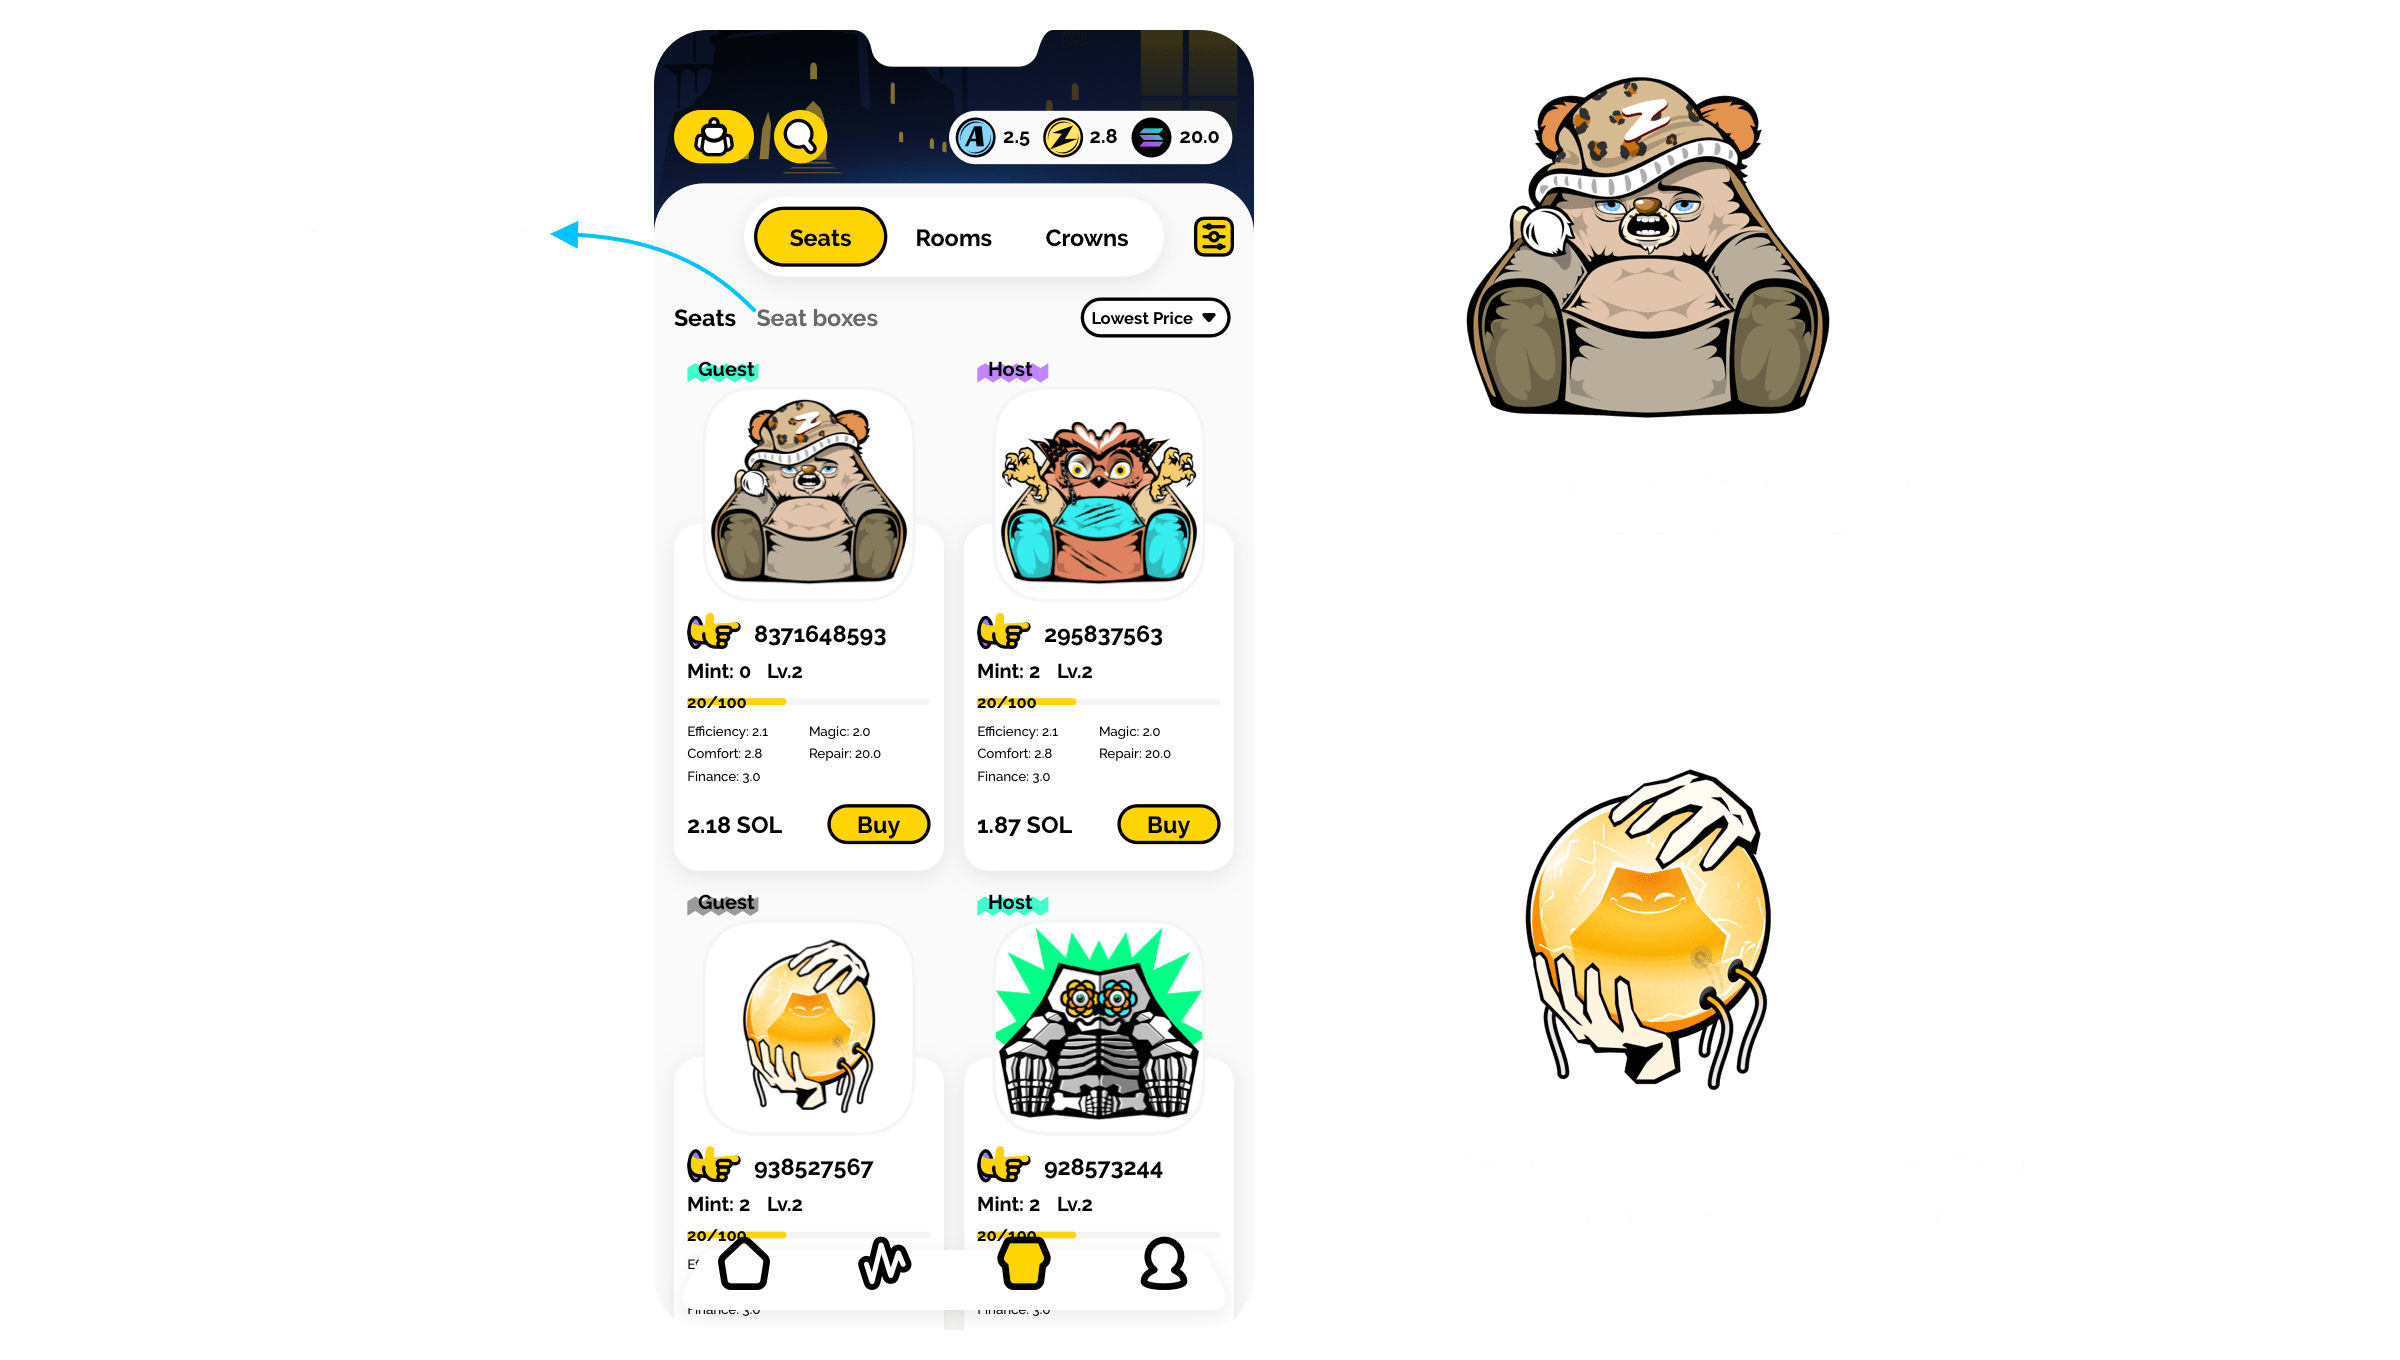 A 2.5 Z 2.8 20.0
Seats Rooms Crowns
Seats Seat boxes Lowest Price
Guest Host
Z
8371648593 295837563
Mint: 0 Lv.2 Mint: 2 Lv.2
20/100 20/100
Efficiency: 2.1 Magic: 2.0 Efficiency: 2.1 Magic: 2.0
Comfort: 2.8 Repair: 20.0 Comfort: 2.8 Repair: 20.0
Finance: 3.0 Finance: 3.0
2.18 SOL Buy 1.87 SOL Buy
Guest Host
938527567 928573244
Mint: 2 Lv.2 Mint: 2 Lv.2
20/100 20/100
Finance: 3.0 Finance: 3.0
Z